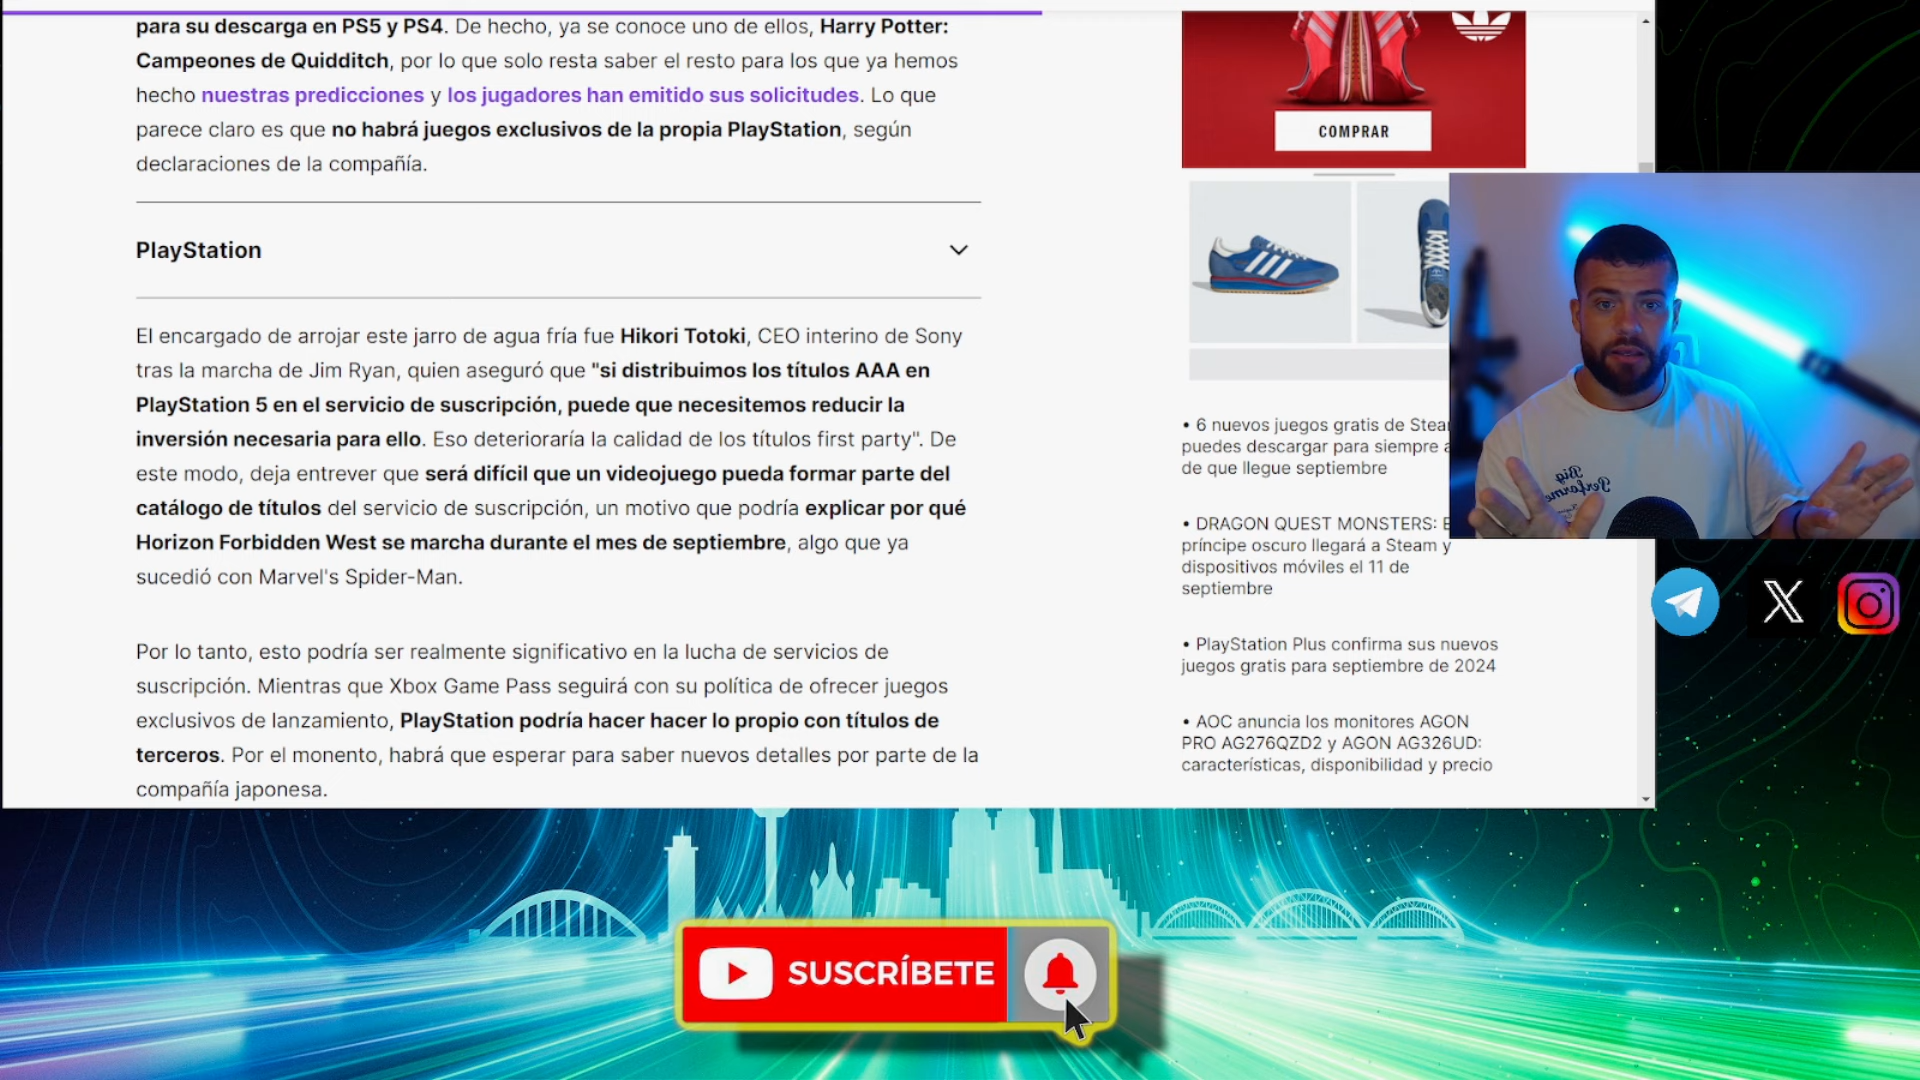 para su descarga en PS5 y PS4. De hecho, ya se conoce uno de ellos, Harry Potter:
Campeones de Quidditch, por lo que solo resta saber el resto para los que ya hemos
hecho nuestras predicciones y los jugadores han emitido sus solicitudes. Lo que
parece claro es que no habrá juegos exclusivos de la propia PlayStation, según
declaraciones de la compañía.
PlayStation
El encargado de arrojar este jarro de agua fría fue Hikori Totoki, CEO interino de Sony
tras la marcha de Jim Ryan, quien aseguró que "si distribuimos los títulos AAA en
PlayStation 5 en el servicio de suscripción, puede que necesitemos reducir la
inversión necesaria para ello. Eso deterioraría la calidad de los títulos first party". De
este modo, deja entrever que será difícil que un videojuego pueda formar parte del
catálogo de títulos del servicio de suscripción, un motivo que podría explicar por qué
Horizon Forbidden West se marcha durante el mes de septiembre, algo que ya
sucedió con Marvel's Spider-Man.
Por lo tanto, esto podría ser realmente significativo en la lucha de servicios de
suscripción. Mientras que Xbox Game Pass seguirá con su política de ofrecer juegos
exclusivos de lanzamiento, PlayStation podría hacer hacer lo propio con títulos de
terceros. Por el monento, habrá que esperar para saber nuevos detalles por parte de la
compañía japonesa.
COMPRAR
• 6 nuevos juegos gratis de Stea
puedes descargar para siempre a
de que llegue septiembre
• DRAGON QUEST MONSTERS: E
príncipe oscuro llegará a Steam y
dispositivos móviles el 11 de
septiembre
• PlayStation Plus confirma sus nuevos
juegos gratis para septiembre de 2024
• AOC anuncia los monitores AGON
PRO AG276QZD2 y AGON AG326UD:
características, disponibilidad y precio
Big
SUSCRÍBETE